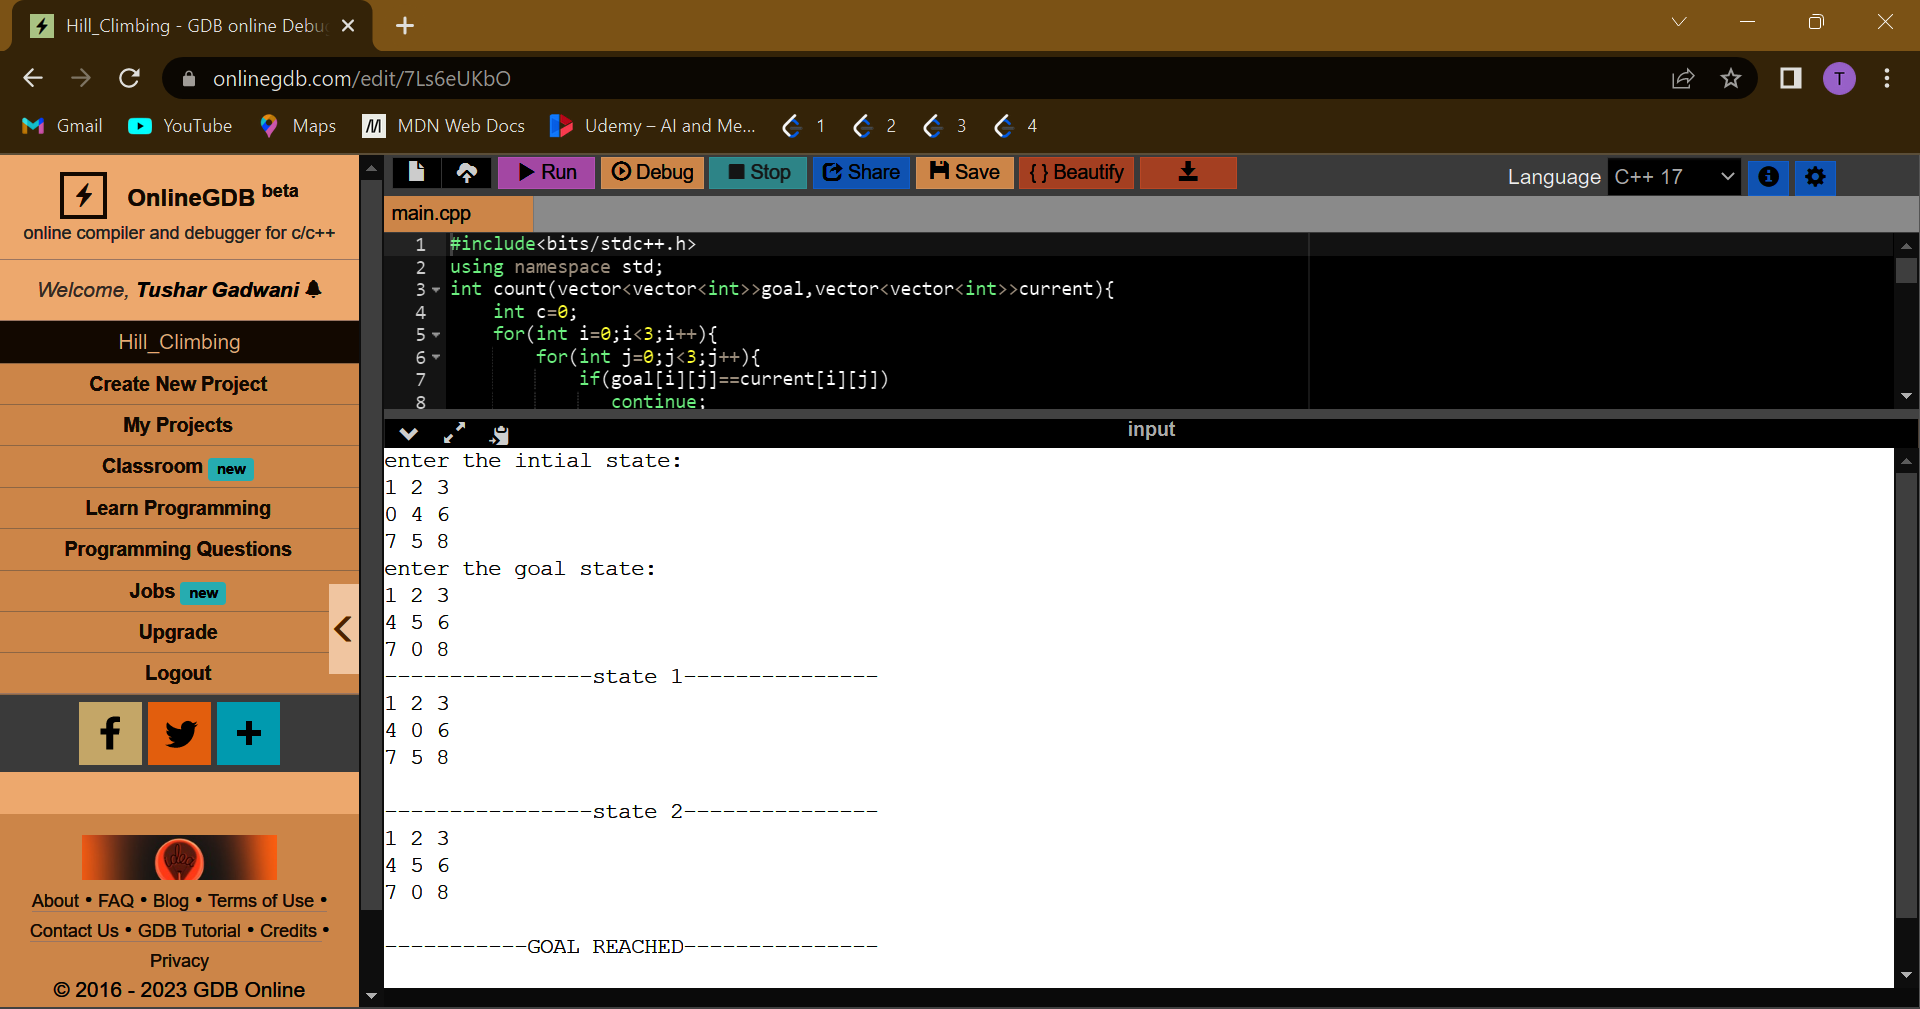 Hill_Climbing - GDB online Debu
onlinegdb.com/edit/7Ls6eUKbO
T
Gmail YouTube Maps MDN Web Docs Udemy – AI and Me... 1 2 3 4
OnlineGDB beta
online compiler and debugger for c/c++
Welcome, Tushar Gadwani
Hill_Climbing
Create New Project
My Projects
Classroom new
Learn Programming
Programming Questions
Jobs new
Upgrade
Logout
idea
About • FAQ • Blog • Terms of Use •
Contact Us • GDB Tutorial • Credits •
Privacy
© 2016 - 2023 GDB Online
Run Debug Stop Share Save {} Beautify
Language C++ 17
main.cpp
1 #include<bits/stdc++.h>
2 using namespace std;
3 int count(vector<vector<int>>goal,vector<vector<int>>current){
4 int c=0;
5 for(int i=0;i<3;i++){
6 for(int j=0;j<3;j++){
7 if(goal[i][j]==current[i][j])
8 continue;
input
enter the intial state:
1 2 3
0 4 6
7 5 8
enter the goal state:
1 2 3
4 5 6
7 0 8
----------------state 1---------------
1 2 3
4 0 6
7 5 8
----------------state 2---------------
1 2 3
4 5 6
7 0 8
-----------GOAL REACHED---------------